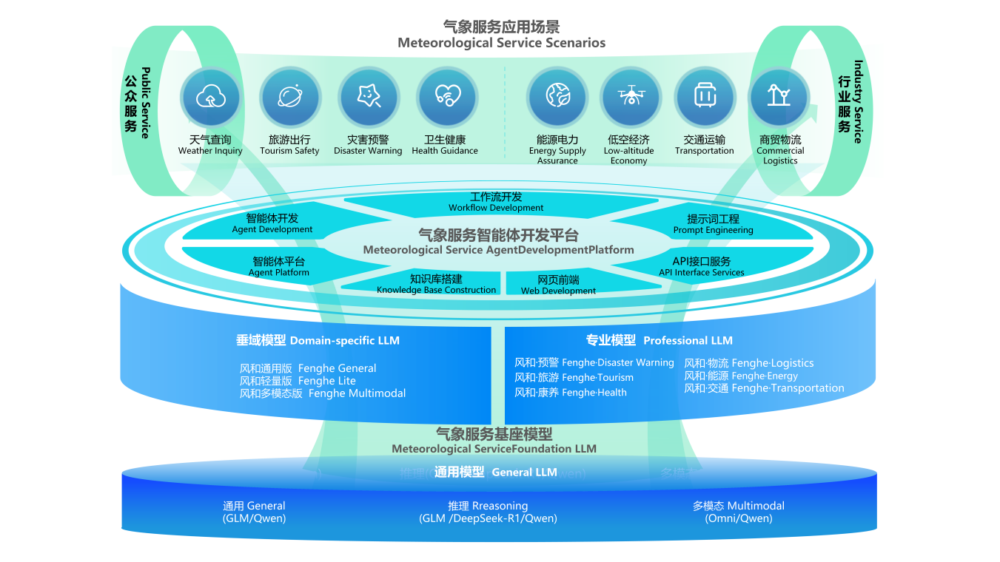 气象服务应用场景
Meteorological Service Scenarios
公众服务
Public Service
天气查询
Weather Inquiry
旅游出行
Tourism Safety
灾害预警
Disaster Warning
卫生健康
Health Guidance
能源电力
Energy Supply
Assurance
低空经济
Low-altitude
Economy
交通运输
Transportation
商贸物流
Commercial
Logistics
Industry Service
行业服务
工作流开发
Workflow Development
智能体开发
Agent Development
提示词工程
Prompt Engineering
气象服务智能体开发平台
Meteorological Service AgentDevelopmentPlatform
智能体平台
Agent Platform
API接口服务
API Interface Services
知识库搭建
Knowledge Base Construction
网页前端
Web Development
垂域模型 Domain-specific LLM
风和通用版 Fenghe General
风和轻量版 Fenghe Lite
风和多模态版 Fenghe Multimodal
专业模型 Professional LLM
风和·预警 Fenghe·Disaster Warning
风和·旅游 Fenghe·Tourism
风和·康养 Fenghe·Health
风和·物流 Fenghe·Logistics
风和·能源 Fenghe·Energy
风和·交通 Fenghe·Transportation
气象服务基座模型
Meteorological ServiceFoundation LLM
通用模型 General LLM
通用 General
(GLM/Qwen)
推理 Rreasoning
(GLM /DeepSeek-R1/Qwen)
多模态 Multimodal
(Omni/Qwen)